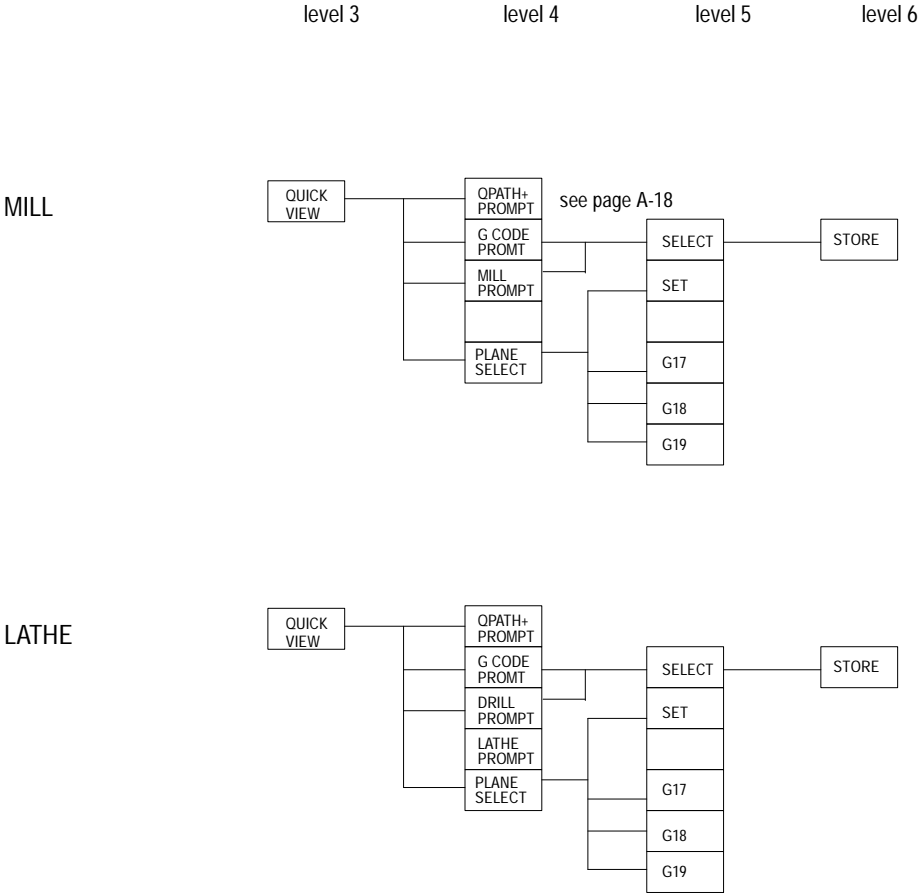 level 3 level 4 level 5 level 6
MILL
QUICK
VIEW
QPATH+
PROMPT
see page A-18
G CODE
PROMT
MILL
PROMPT
PLANE
SELECT
SELECT
SET
G17
G18
G19
STORE
LATHE
QUICK
VIEW
QPATH+
PROMPT
G CODE
PROMT
DRILL
PROMPT
LATHE
PROMPT
PLANE
SELECT
SELECT
SET
G17
G18
G19
STORE